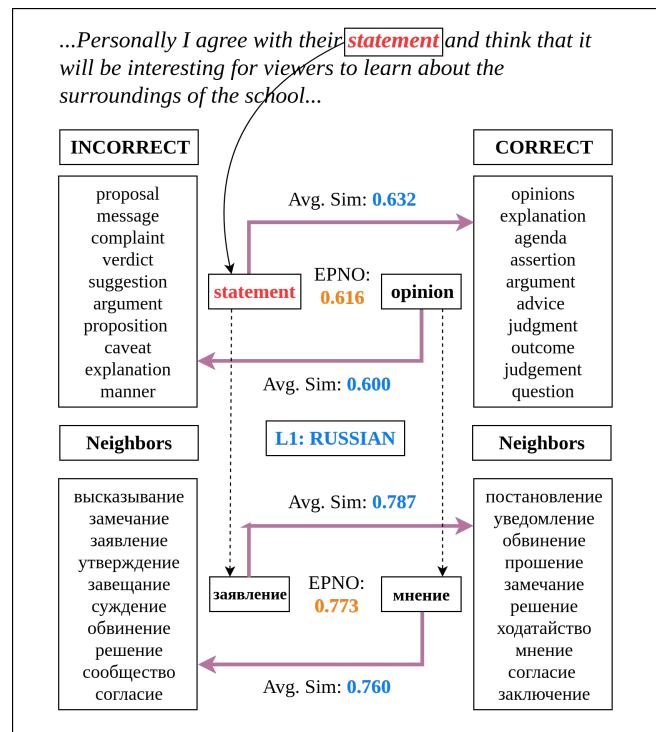 ...Personally I agree with their statement and think that it
will be interesting for viewers to learn about the
surroundings of the school...
INCORRECT
CORRECT
proposal
message
complaint
verdict
suggestion
argument
proposition
caveat
explanation
manner
Avg. Sim: 0.632
statement
EPNO:
0.616
opinion
Avg. Sim: 0.600
opinions
explanation
agenda
assertion
argument
advice
judgment
outcome
judgement
question
L1: RUSSIAN
Neighbors
Neighbors
высказывание
замечание
заявление
утверждение
завещание
суждение
обвинение
решение
сообщество
согласие
Avg. Sim: 0.787
заявление
EPNO:
0.773
мнение
Avg. Sim: 0.760
постановление
уведомление
обвинение
прошение
замечание
решение
ходатайство
мнение
согласие
заключение